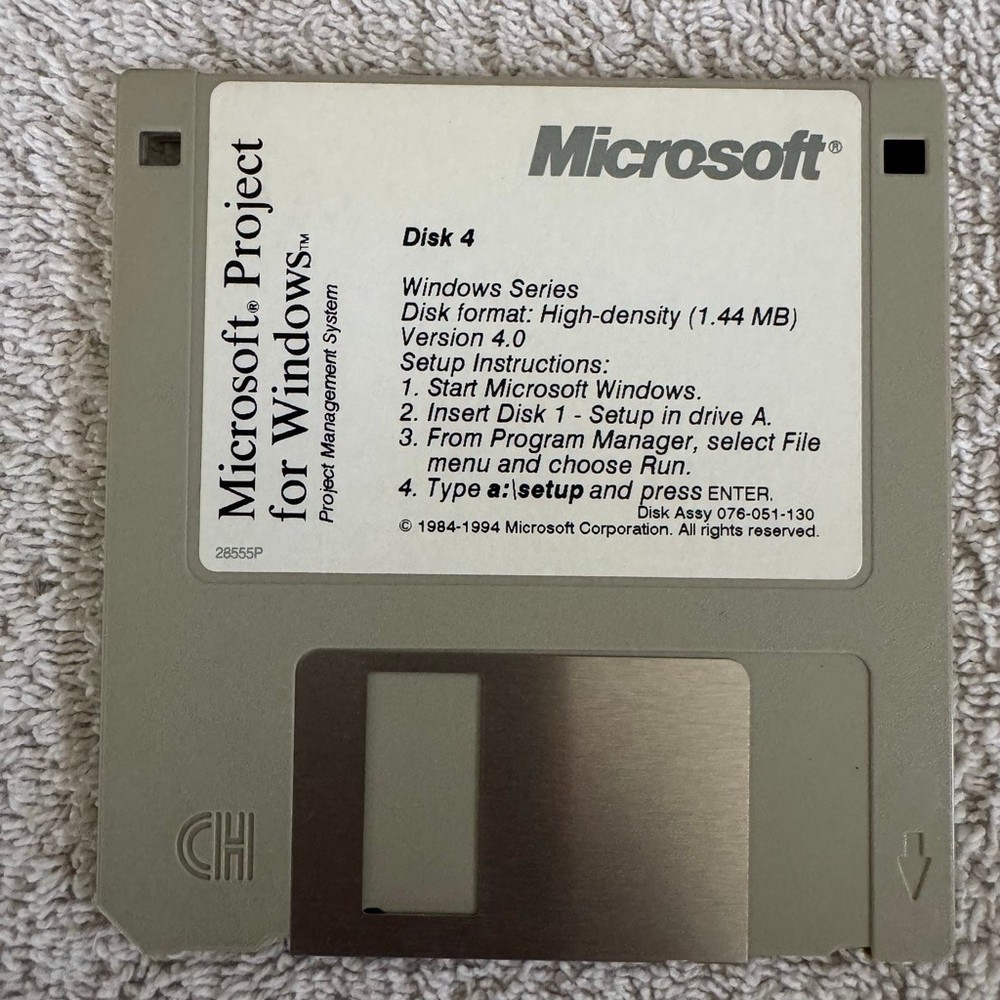 Microsoft® Project
for Windows™
Project Management System
Microsoft®
Disk 4
Windows Series
Disk format: High-density (1.44 MB)
Version 4.0
Setup Instructions:
1. Start Microsoft Windows.
2. Insert Disk 1 - Setup in drive A.
3. From Program Manager, select File
menu and choose Run.
4. Type a:\setup and press ENTER.
Disk Assy 076-051-130
© 1984-1994 Microsoft Corporation. All rights reserved.
28555P
CH